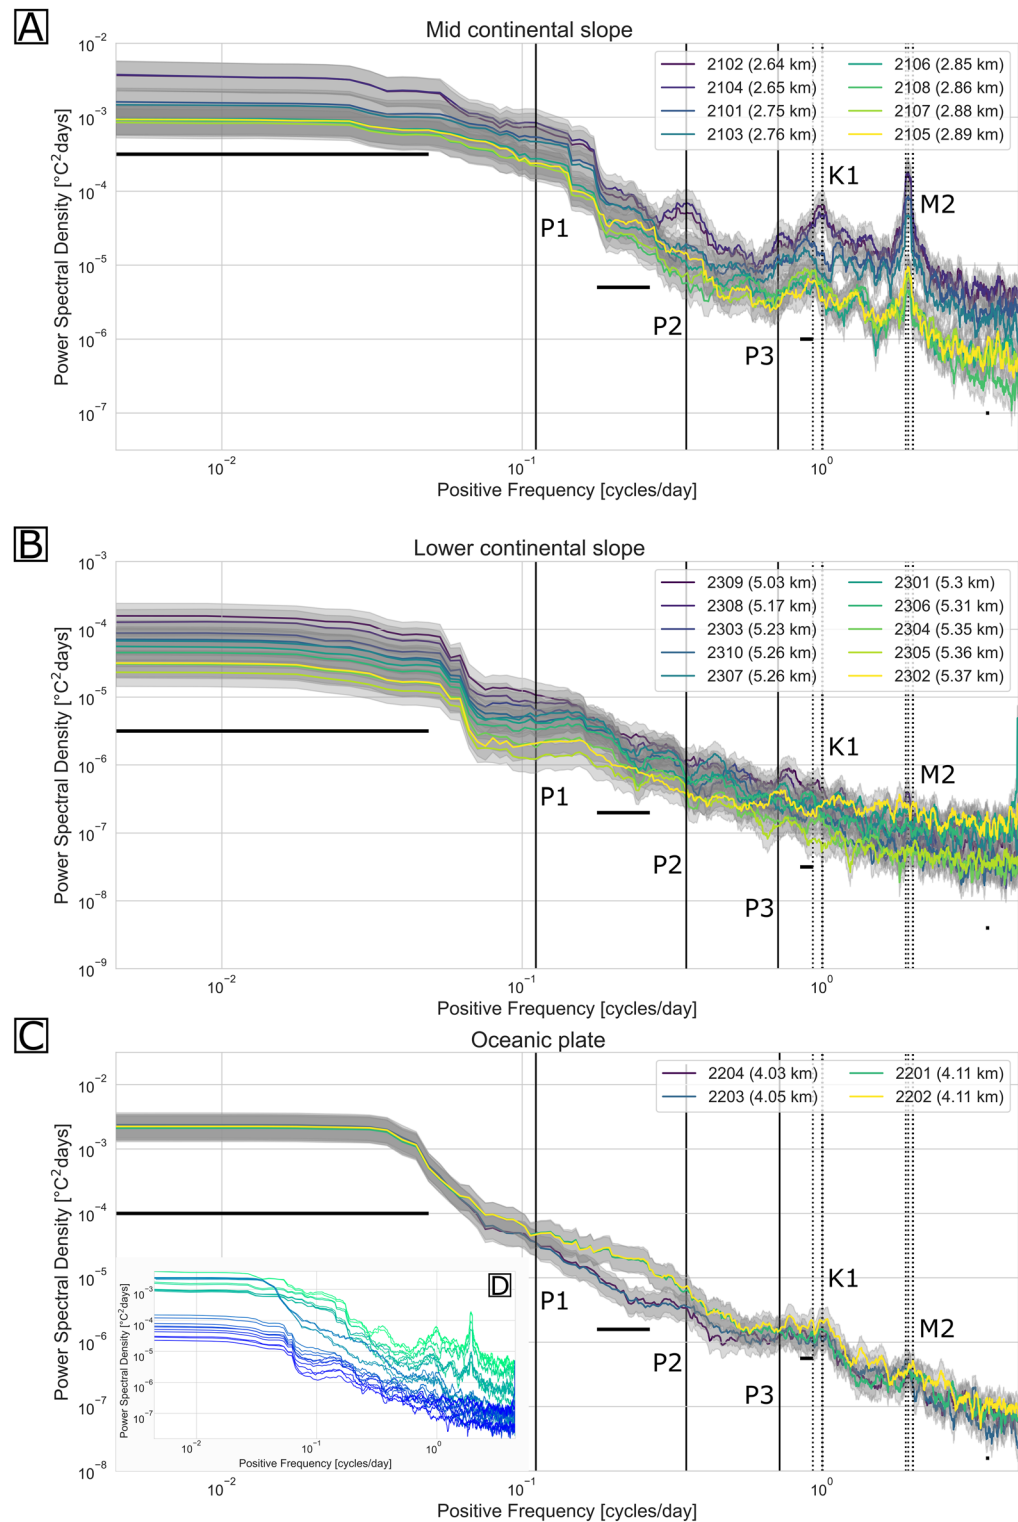 A
Mid continental slope
2102 (2.64 km)
2104 (2.65 km)
2101 (2.75 km)
2103 (2.76 km)
2106 (2.85 km)
2108 (2.86 km)
2107 (2.88 km)
2105 (2.89 km)
10⁻²
10⁻³
10⁻⁴
10⁻⁵
10⁻⁶
10⁻⁷
Power Spectral Density [°C²days]
P1
P2
P3
K1
M2
10⁻²
10⁻¹
10⁰
Positive Frequency [cycles/day]
B
Lower continental slope
2309 (5.03 km)
2308 (5.17 km)
2303 (5.23 km)
2310 (5.26 km)
2307 (5.26 km)
2301 (5.3 km)
2306 (5.31 km)
2304 (5.35 km)
2305 (5.36 km)
2302 (5.37 km)
10⁻³
10⁻⁴
10⁻⁵
10⁻⁶
10⁻⁷
10⁻⁸
10⁻⁹
Power Spectral Density [°C²days]
P1
P2
P3
K1
M2
10⁻²
10⁻¹
10⁰
Positive Frequency [cycles/day]
C
Oceanic plate
2204 (4.03 km)
2203 (4.05 km)
2201 (4.11 km)
2202 (4.11 km)
10⁻²
10⁻³
10⁻⁴
10⁻⁵
10⁻⁶
10⁻⁷
10⁻⁸
Power Spectral Density [°C²days]
P1
P2
P3
K1
M2
D
10⁻³
10⁻⁴
10⁻⁵
10⁻⁶
10⁻⁷
Power Spectral Density [°C²days]
10⁻²
10⁻¹
10⁰
Positive Frequency [cycles/day]
10⁻²
10⁻¹
10⁰
Positive Frequency [cycles/day]